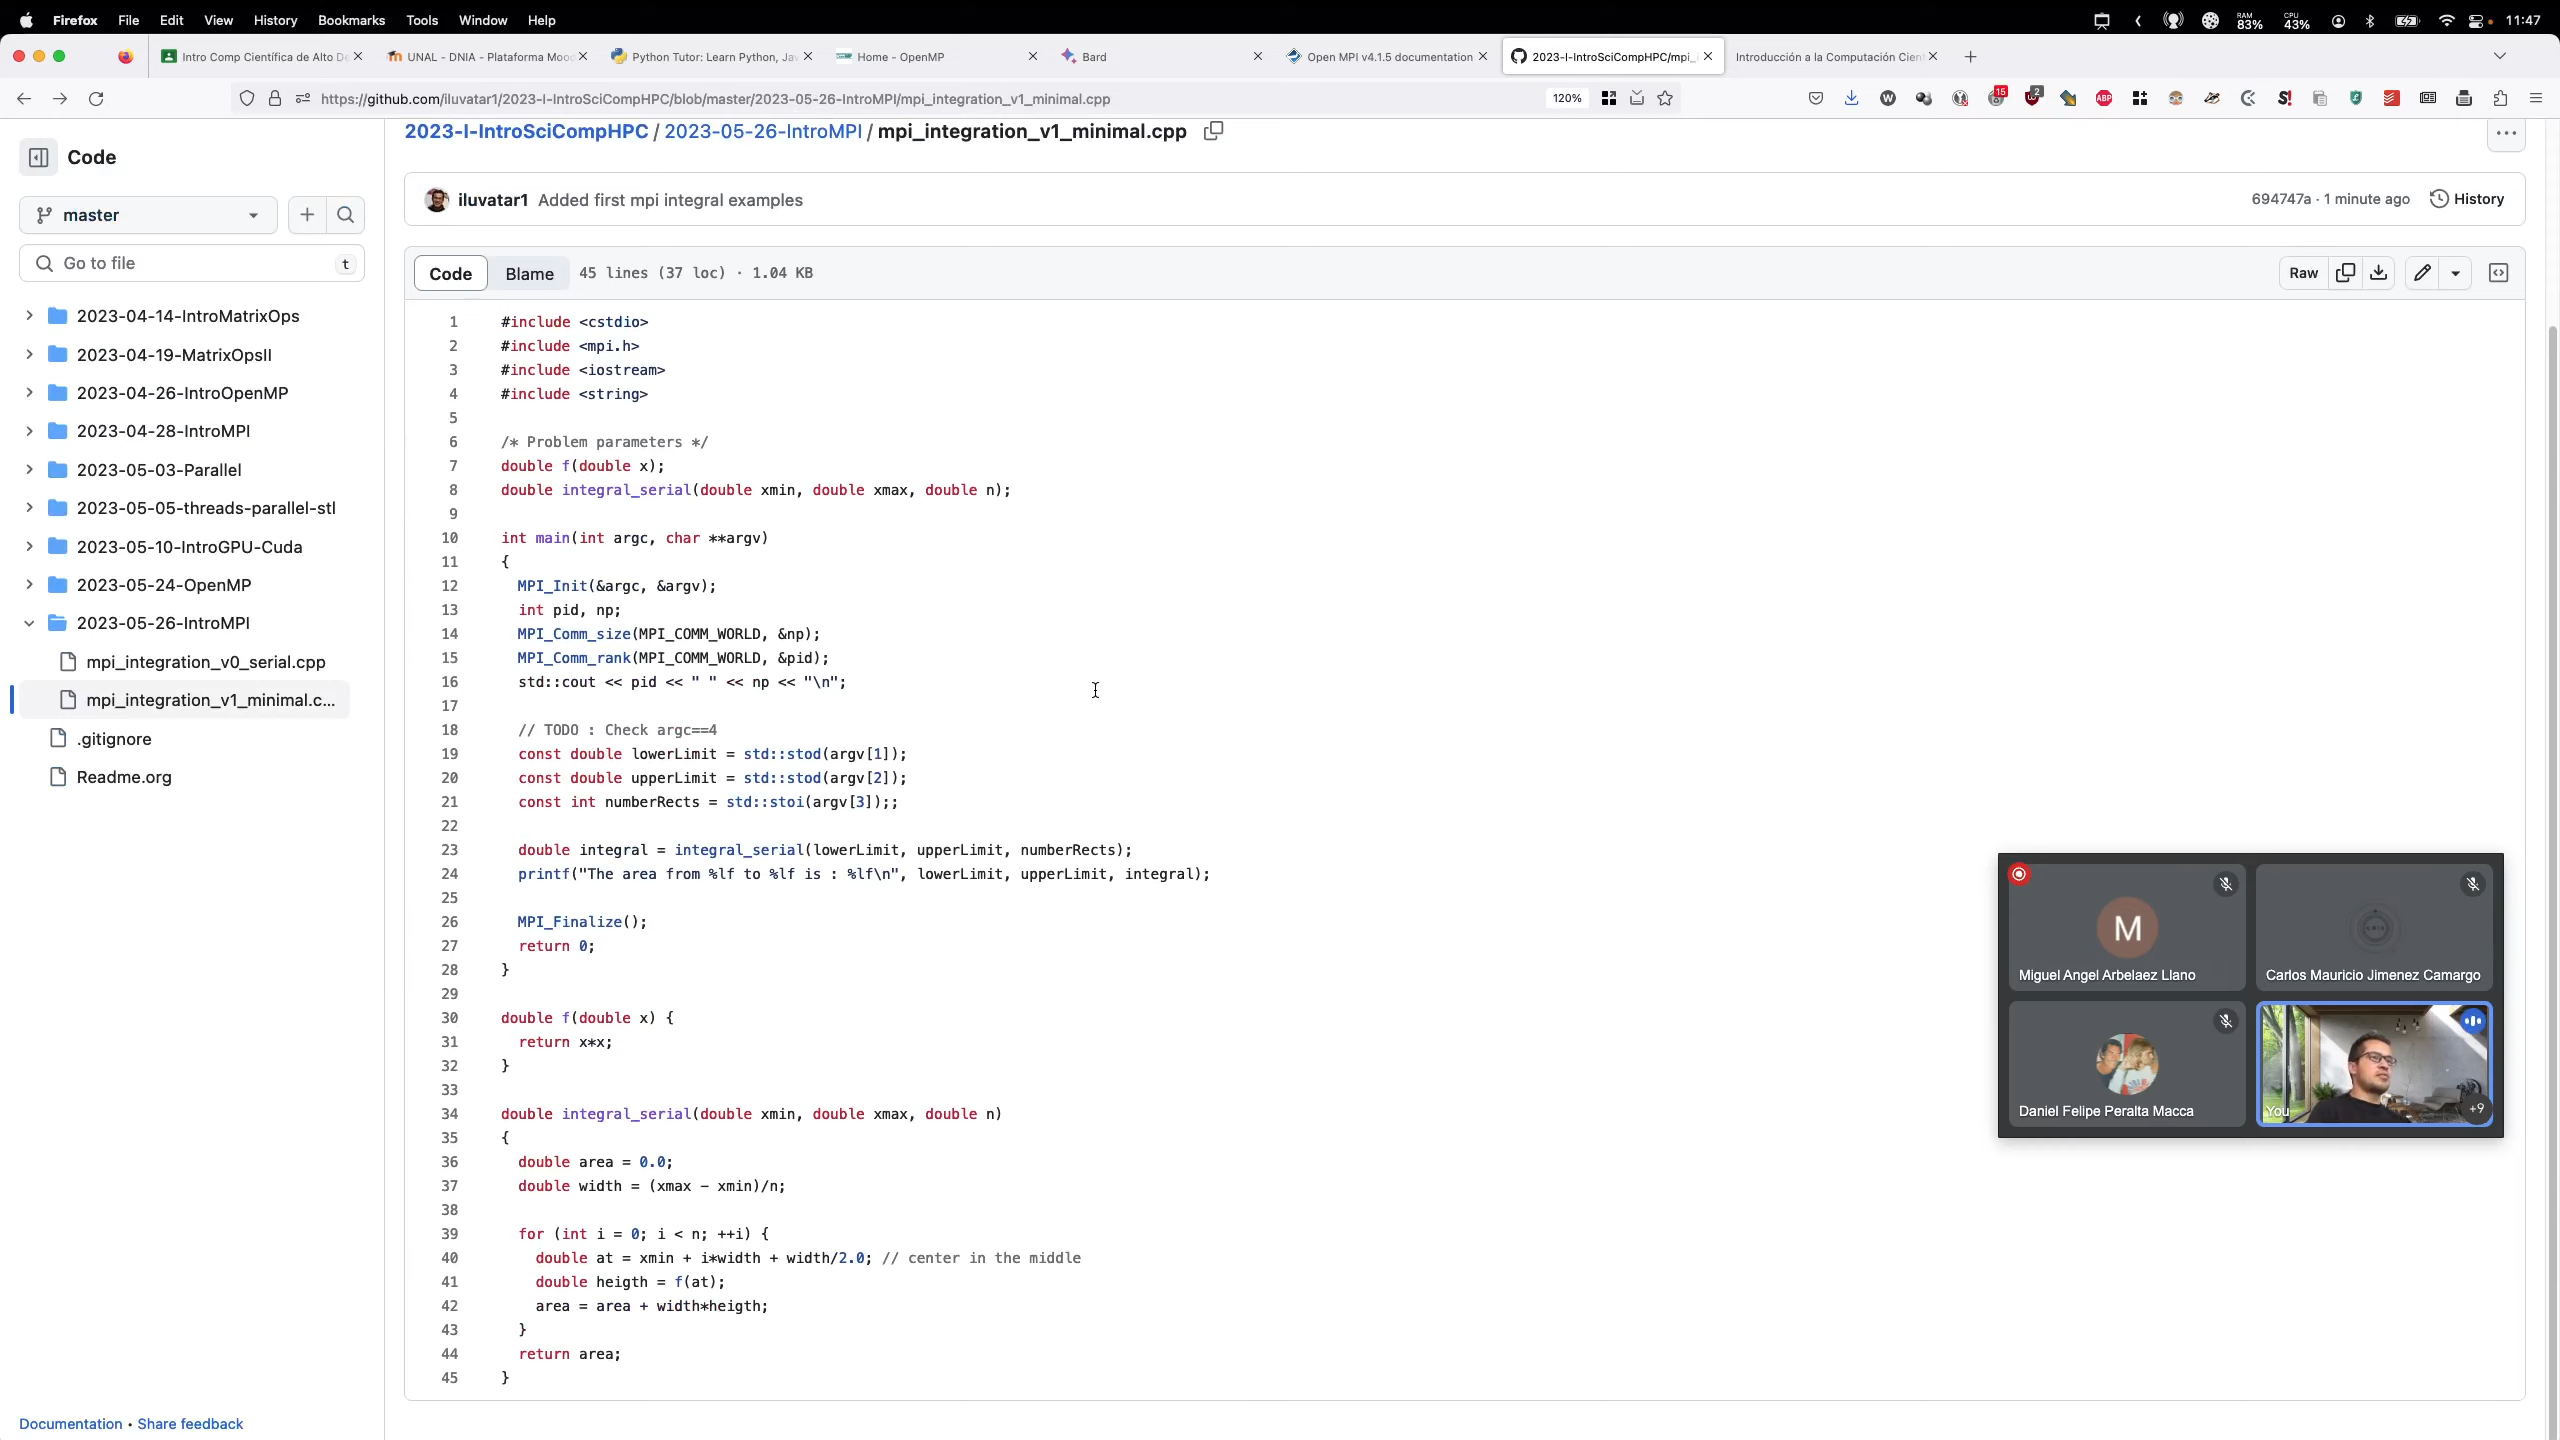 Firefox File Edit View History Bookmarks Tools Window Help RAM 83% CPU 43% 11:47
Intro Comp Científica de Alto De UNAL - DNIA - Plataforma Mood Python Tutor: Learn Python, Jav Home - OpenMP Bard Open MPI v4.1.5 documentation 2023-I-IntroSciCompHPC/mpi_ Introducción a la Computación Cien
https://github.com/iluvatar1/2023-I-IntroSciCompHPC/blob/master/2023-05-26-IntroMPI/mpi_integration_v1_minimal.cpp 120% 15 2 ABP
2023-I-IntroSciCompHPC / 2023-05-26-IntroMPI / mpi_integration_v1_minimal.cpp
Code
master
Go to file t
2023-04-14-IntroMatrixOps
2023-04-19-MatrixOpsII
2023-04-26-IntroOpenMP
2023-04-28-IntroMPI
2023-05-03-Parallel
2023-05-05-threads-parallel-stl
2023-05-10-IntroGPU-Cuda
2023-05-24-OpenMP
2023-05-26-IntroMPI
mpi_integration_v0_serial.cpp
mpi_integration_v1_minimal.c...
.gitignore
Readme.org
Documentation • Share feedback
iluvatar1 Added first mpi integral examples 694747a · 1 minute ago History
Code Blame 45 lines (37 loc) · 1.04 KB Raw
1 #include <cstdio>
2 #include <mpi.h>
3 #include <iostream>
4 #include <string>
5
6 /* Problem parameters */
7 double f(double x);
8 double integral_serial(double xmin, double xmax, double n);
9
10 int main(int argc, char **argv)
11 {
12 MPI_Init(&argc, &argv);
13 int pid, np;
14 MPI_Comm_size(MPI_COMM_WORLD, &np);
15 MPI_Comm_rank(MPI_COMM_WORLD, &pid);
16 std::cout << pid << " " << np << "\n";
17
18 // TODO : Check argc==4
19 const double lowerLimit = std::stod(argv[1]);
20 const double upperLimit = std::stod(argv[2]);
21 const int numberRects = std::stoi(argv[3]);;
22
23 double integral = integral_serial(lowerLimit, upperLimit, numberRects);
24 printf("The area from %lf to %lf is : %lf\n", lowerLimit, upperLimit, integral);
25
26 MPI_Finalize();
27 return 0;
28 }
29
30 double f(double x) {
31 return x*x;
32 }
33
34 double integral_serial(double xmin, double xmax, double n)
35 {
36 double area = 0.0;
37 double width = (xmax - xmin)/n;
38
39 for (int i = 0; i < n; ++i) {
40 double at = xmin + i*width + width/2.0; // center in the middle
41 double heigth = f(at);
42 area = area + width*heigth;
43 }
44 return area;
45 }
M
Miguel Angel Arbelaez Llano
Carlos Mauricio Jimenez Camargo
Daniel Felipe Peralta Macca
You +9